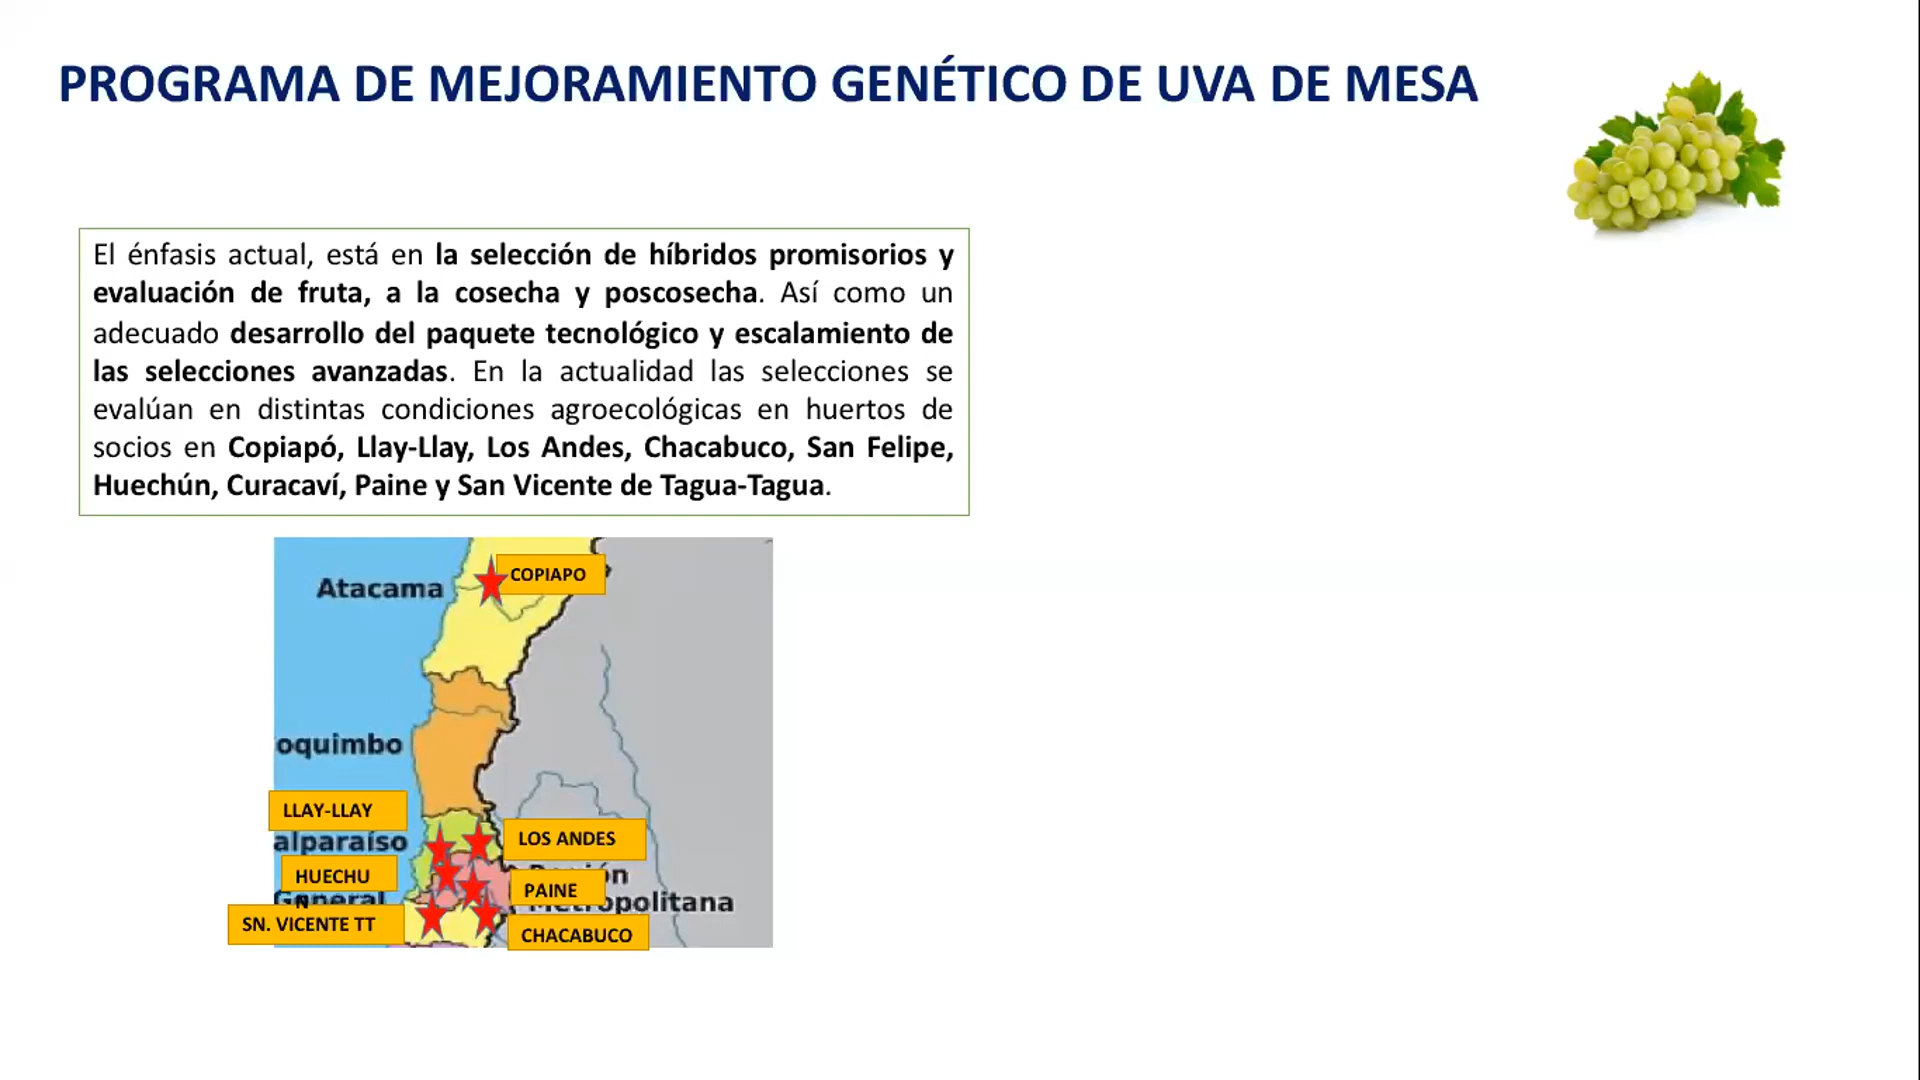 PROGRAMA DE MEJORAMIENTO GENÉTICO DE UVA DE MESA
El énfasis actual, está en la selección de híbridos promisorios y
evaluación de fruta, a la cosecha y poscosecha. Así como un
adecuado desarrollo del paquete tecnológico y escalamiento de
las selecciones avanzadas. En la actualidad las selecciones se
evalúan en distintas condiciones agroecológicas en huertos de
socios en Copiapó, Llay-Llay, Los Andes, Chacabuco, San Felipe,
Huechún, Curacaví, Paine y San Vicente de Tagua-Tagua.
COPIAPO
Atacama
oquimbo
LLAY-LLAY
LOS ANDES
alparaíso
HUECHU
N
PAINE
General
opolitana
SN. VICENTE TT
CHACABUCO